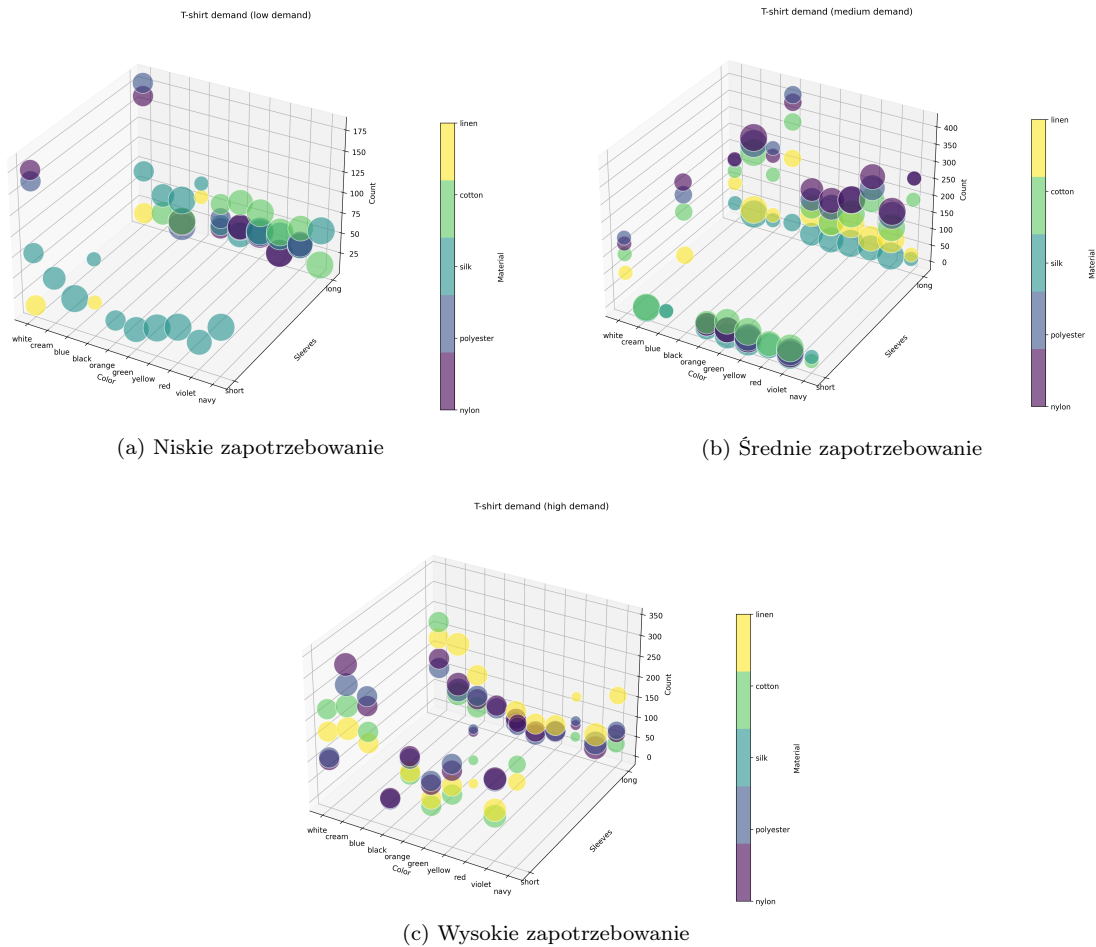 T-shirt demand (low demand)
175
150
125
100
75
50
25
Count
long
short
Sleeves
white
cream
blue
black
orange
green
yellow
red
violet
navy
Color
linen
cotton
silk
polyester
nylon
Material
(a) Niskie zapotrzebowanie
T-shirt demand (medium demand)
400
350
300
250
200
150
100
50
0
Count
long
short
Sleeves
white
cream
blue
black
orange
green
yellow
red
violet
navy
Color
linen
cotton
silk
polyester
nylon
Material
(b) Średnie zapotrzebowanie
T-shirt demand (high demand)
350
300
250
200
150
100
50
0
Count
long
short
Sleeves
white
cream
blue
black
orange
green
yellow
red
violet
navy
Color
linen
cotton
silk
polyester
nylon
Material
(c) Wysokie zapotrzebowanie